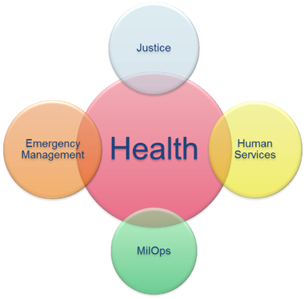 Justice
Emergency
Management
Health
Human
Services
MilOps